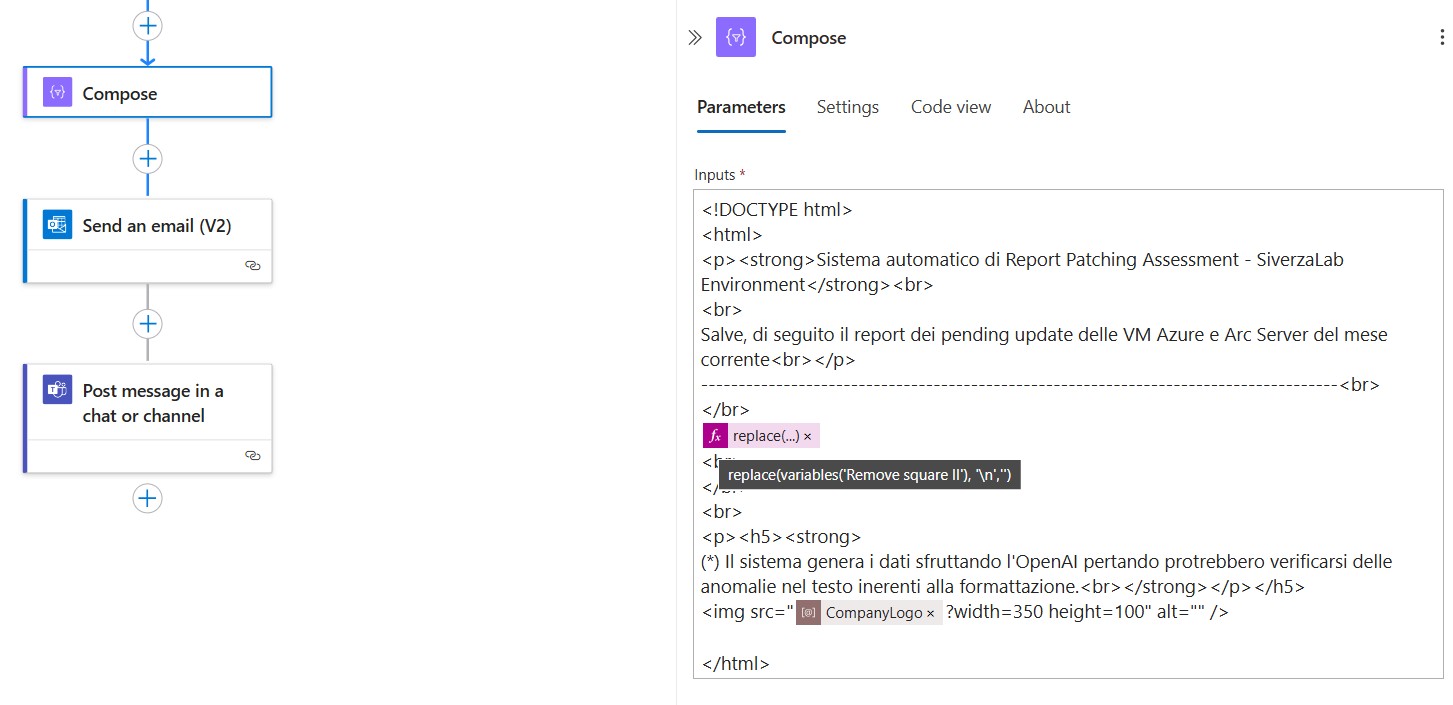 Compose
Send an email (V2)
Post message in a
chat or channel
Compose
Parameters
Settings
Code view
About
Inputs *
<!DOCTYPE html>
<html>
<p><strong>Sistema automatico di Report Patching Assessment - SiverzaLab
Environment</strong><br>
<br>
Salve, di seguito il report dei pending update delle VM Azure e Arc Server del mese
corrente<br></p>
-------------------------------------------------------------------------------------<br>
</br>
fx replace(...) ×
replace(variables('Remove square II'), '\n','')
<br>
<p><h5><strong>
(*) Il sistema genera i dati sfruttando l'OpenAI pertando protrebbero verificarsi delle
anomalie nel testo inerenti alla formattazione.<br></strong></p></h5>
<img src=" CompanyLogo × ?width=350 height=100" alt="" />
</html>